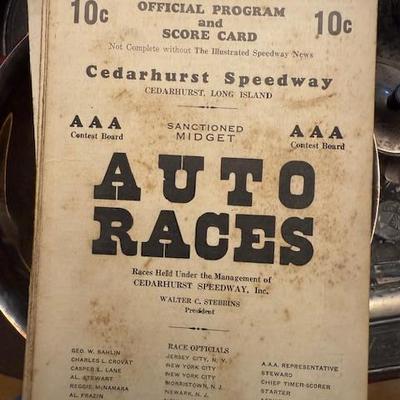 10c OFFICIAL PROGRAM 10c
and
SCORE CARD
Not Complete without The Illustrated Speedway News
Cedarhurst Speedway
CEDARHURST, LONG ISLAND
AAA SANCTIONED AAA
Contest Board MIDGET Contest Board
AUTO
RACES
Races Held Under the Management of
CEDARHURST SPEEDWAY, Inc.
WALTER C. STEBBINS
President
RACE OFFICIALS
GEO. W. SAHLIN JERSEY CITY, N. Y. A.A.A. REPRESENTATIVE
CHARLES L. CROVAT NEW YORK CITY STEWARD
CASPER E. LANE NEW YORK CITY CHIEF TIMER-SCORER
AL. STEWART MORRISTOWN, N. J. STARTER
REGGIE McNAMARA NEWARK, N. J.
AL. FRAZIN